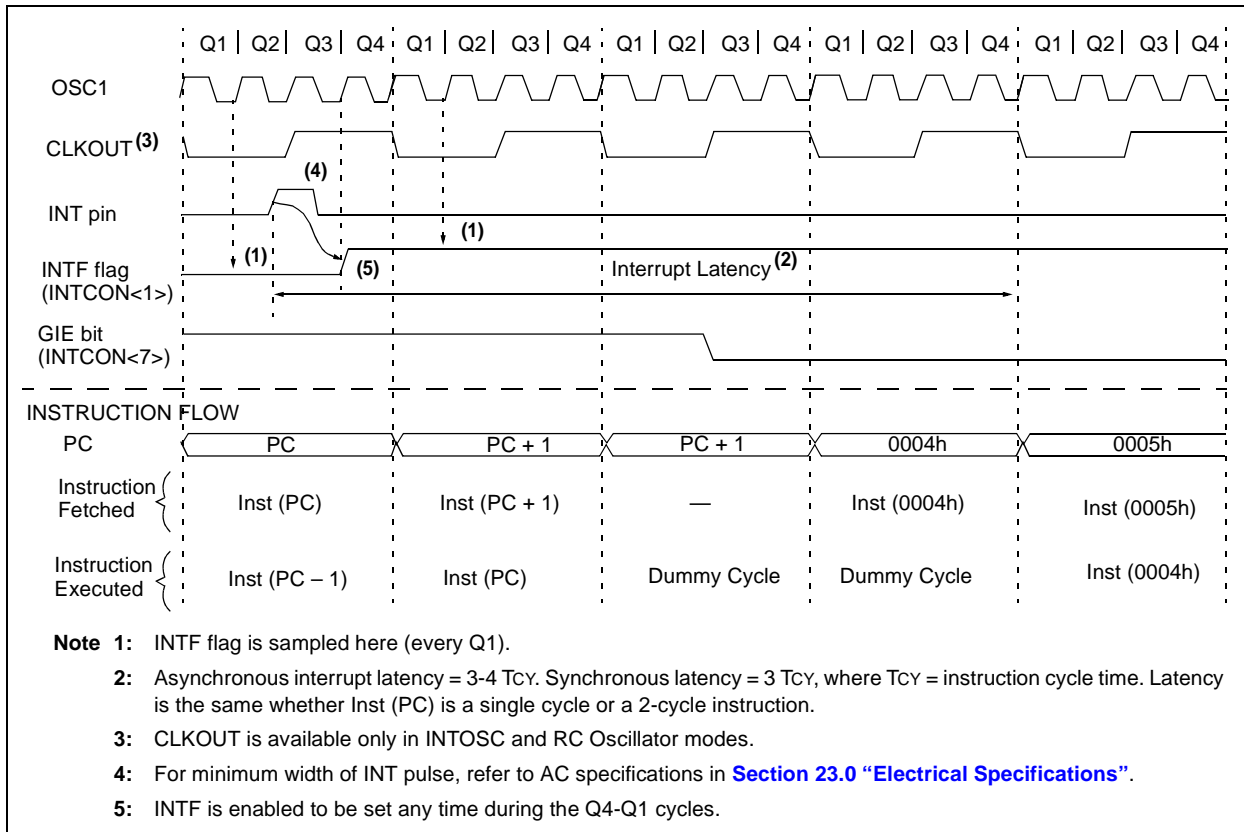 Q1 | Q2 | Q3 | Q4 Q1 | Q2 | Q3 | Q4 Q1 | Q2 | Q3 | Q4 Q1 | Q2 | Q3 | Q4 Q1 | Q2 | Q3 | Q4
OSC1
CLKOUT (3)
(4)
INT pin
(1)
(1)
(5)
INTF flag
(INTCON<1>)
Interrupt Latency (2)
GIE bit
(INTCON<7>)
INSTRUCTION FLOW
PC PC PC + 1 PC + 1 0004h 0005h
Instruction
Fetched
Inst (PC) Inst (PC + 1) — Inst (0004h) Inst (0005h)
Instruction
Executed
Inst (PC – 1) Inst (PC) Dummy Cycle Dummy Cycle Inst (0004h)
Note 1: INTF flag is sampled here (every Q1).
2: Asynchronous interrupt latency = 3-4 TCY. Synchronous latency = 3 TCY, where TCY = instruction cycle time. Latency
is the same whether Inst (PC) is a single cycle or a 2-cycle instruction.
3: CLKOUT is available only in INTOSC and RC Oscillator modes.
4: For minimum width of INT pulse, refer to AC specifications in Section 23.0 “Electrical Specifications”.
5: INTF is enabled to be set any time during the Q4-Q1 cycles.